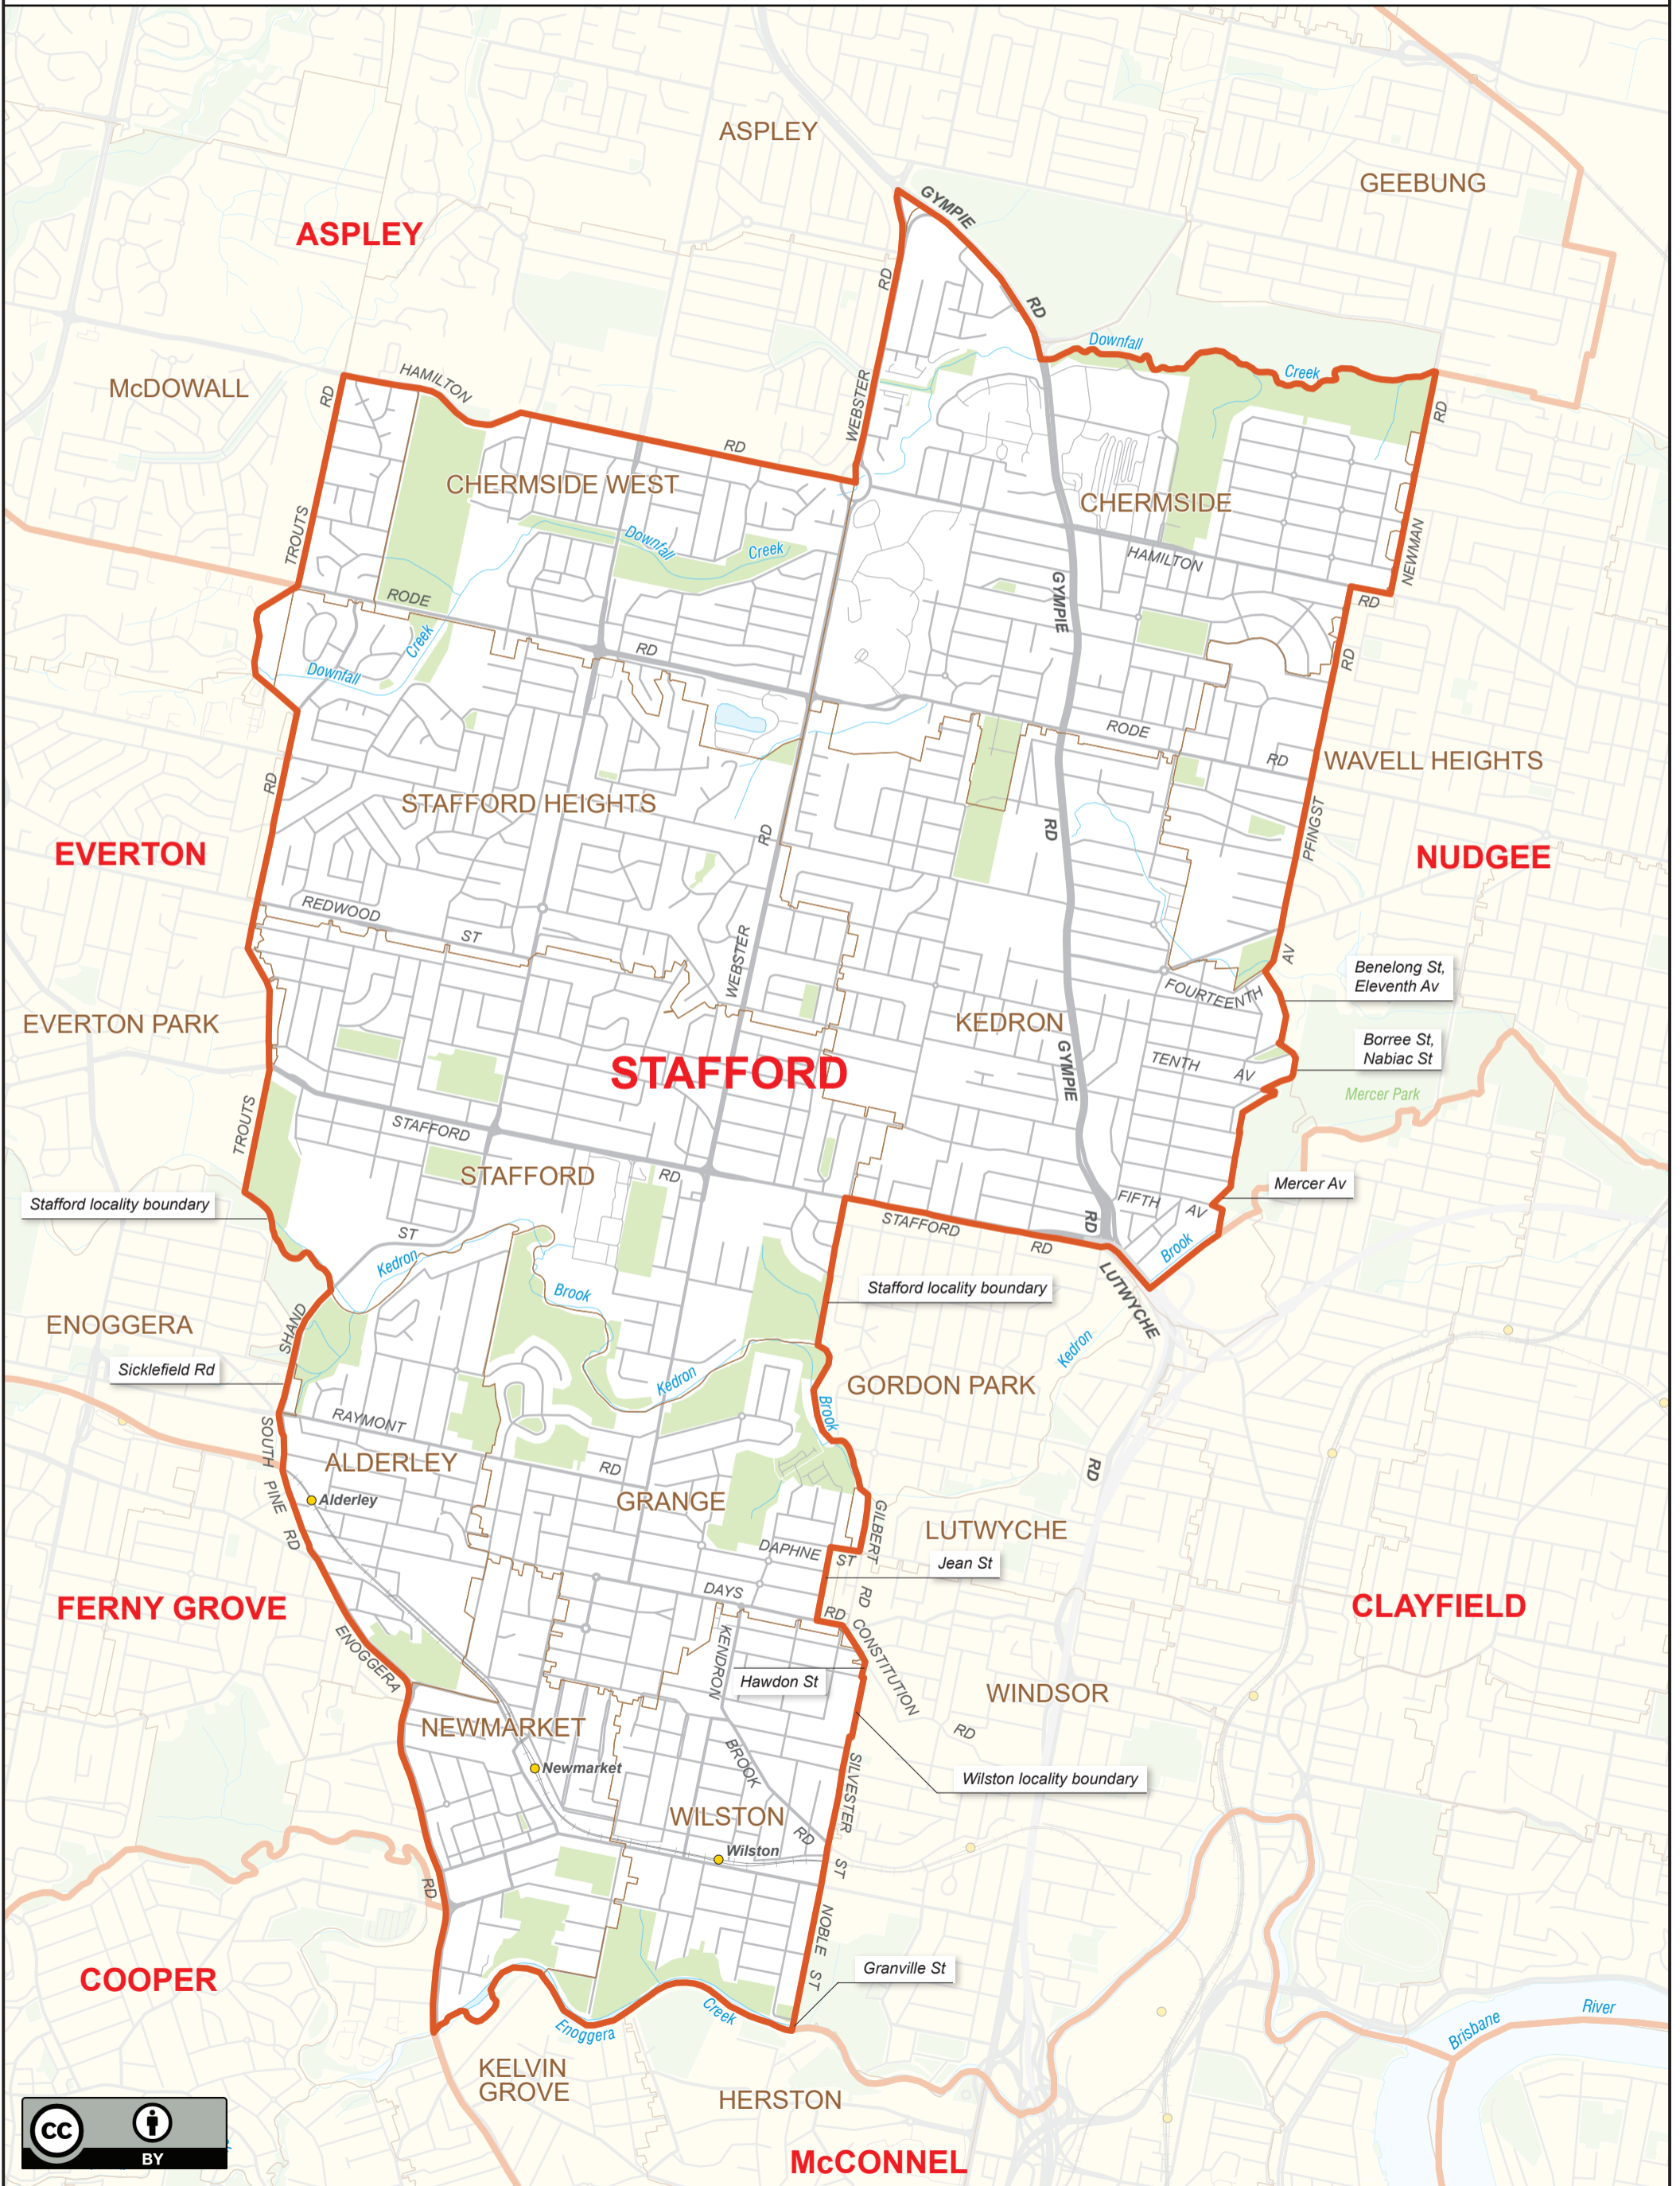 ASPLEY
GEEBUNG
ASPLEY
GYMPIE
RD
RD
Downfall
Creek
McDOWALL
RD
HAMILTON
RD
WEBSTER
RD
CHERMSIDE WEST
CHERMSIDE
TROUTS
Downfall
Creek
HAMILTON
NEWMAN
RD
GYMPIE
RODE
RD
Creek
Downfall
RD
RODE
RD
WAVELL HEIGHTS
RD
STAFFORD HEIGHTS
RD
RD
PFINGST
EVERTON
NUDGEE
REDWOOD
ST
WEBSTER
AV
FOURTEENTH
Benelong St,
Eleventh Av
EVERTON PARK
KEDRON
Borree St,
Nabiac St
STAFFORD
GYMPIE
TENTH
AV
Mercer Park
TROUTS
STAFFORD
STAFFORD
RD
Mercer Av
Stafford locality boundary
FIFTH
AV
ST
STAFFORD
RD
RD
Brook
Kedron
Brook
LUTWYCHE
Stafford locality boundary
ENOGGERA
SHAND
Kedron
Sicklefield Rd
Kedron
GORDON PARK
Brook
RAYMONT
SOUTH
ALDERLEY
RD
RD
PINE
Alderley
GRANGE
GILBERT
RD
LUTWYCHE
DAPHNE
ST
Jean St
DAYS
RD
FERNY GROVE
CLAYFIELD
RD
CONSTITUTION
ENOGGERA
KENDRON
Hawdon St
WINDSOR
NEWMARKET
RD
BROOK
Newmarket
SILVESTER
Wilston locality boundary
WILSTON
RD
Wilston
ST
RD
NOBLE
Granville St
COOPER
ST
Creek
Enoggera
River
Brisbane
KELVIN
GROVE
HERSTON
cc
BY
McCONNEL